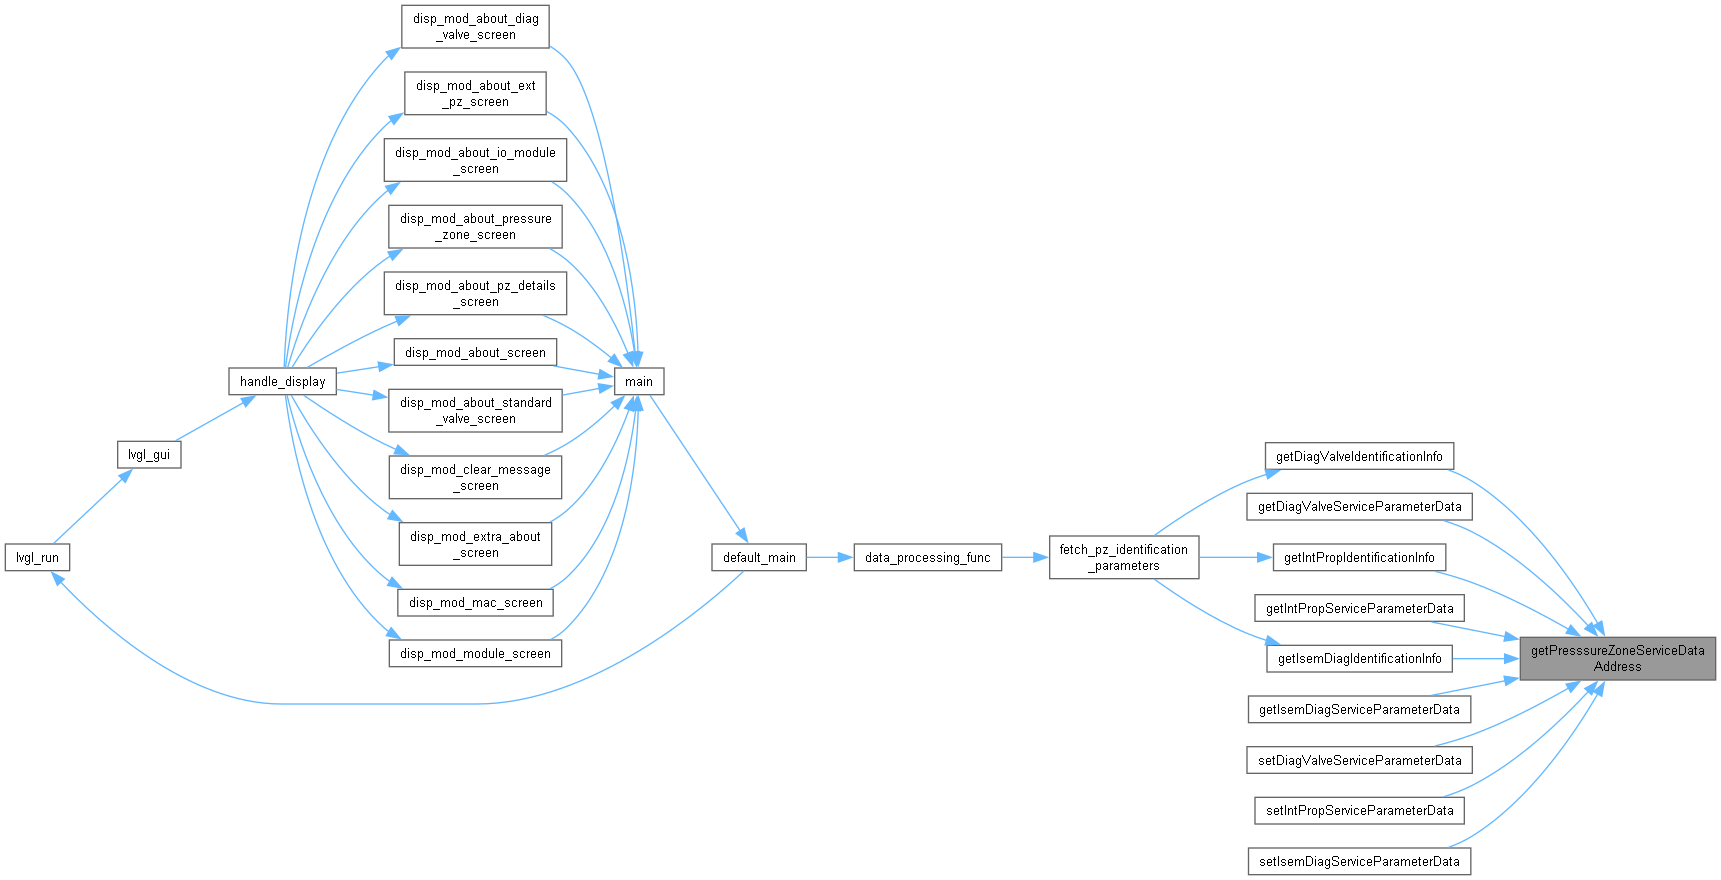 disp_mod_about_diag
_valve_screen
disp_mod_about_ext
_pz_screen
disp_mod_about_io_module
_screen
disp_mod_about_pressure
_zone_screen
disp_mod_about_pz_details
_screen
disp_mod_about_screen
handle_display
main
disp_mod_about_standard
_valve_screen
lvgl_gui
disp_mod_clear_message
_screen
disp_mod_extra_about
_screen
lvgl_run
disp_mod_mac_screen
disp_mod_module_screen
default_main
data_processing_func
fetch_pz_identification
_parameters
getDiagValveIdentificationInfo
getDiagValveServiceParameterData
getIntPropIdentificationInfo
getIntPropServiceParameterData
getIsemDiagIdentificationInfo
getPresssureZoneServiceData
Address
getIsemDiagServiceParameterData
setDiagValveServiceParameterData
setIntPropServiceParameterData
setIsemDiagServiceParameterData